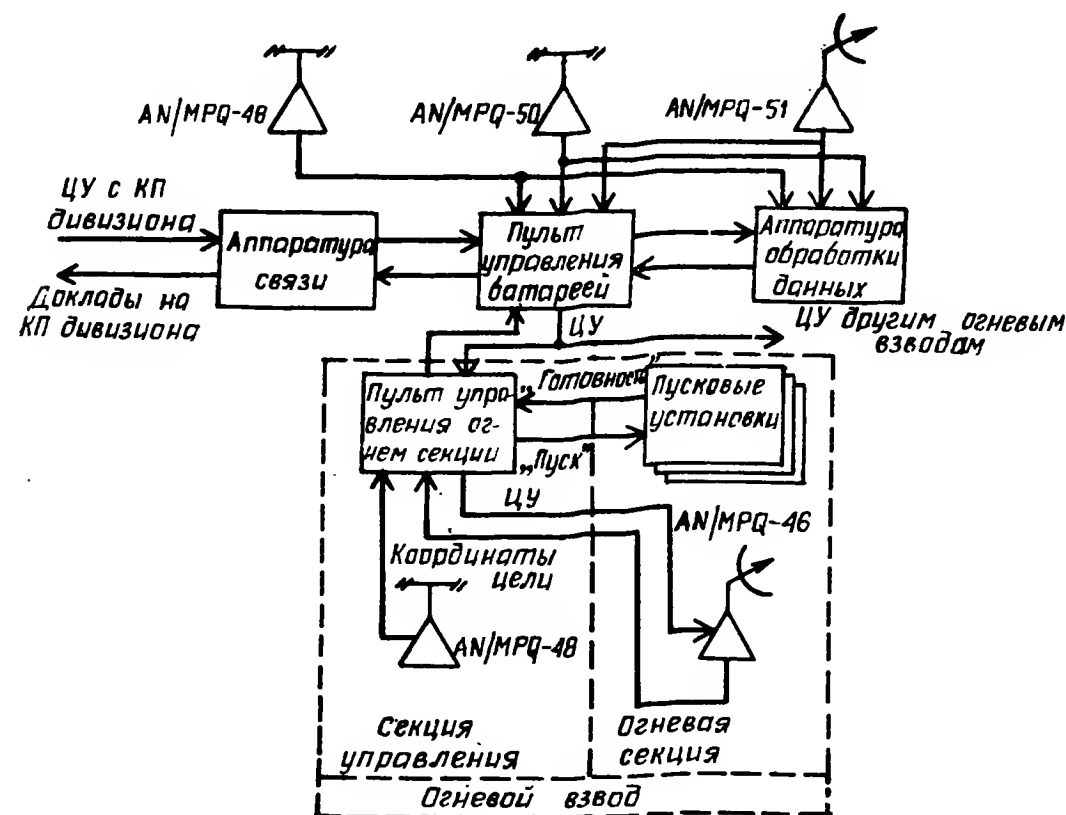 AN/MPQ-48
AN/MPQ-50
AN/MPQ-51
ЦУ с КП
дивизиона
Аппаратура
связи
Доклады на
КП дивизиона
Пульт
управления
батареей
Аппаратура
обработки
данных
ЦУ
ЦУ другим огневым
взводам
Пульт упра-
вления ог-
нем секции
„Готовность”
Пусковые
установки
„Пуск”
ЦУ
AN/MPQ-46
Координаты
цели
AN/MPQ-48
Секция
управления
Огневая
секция
Огневой взвод